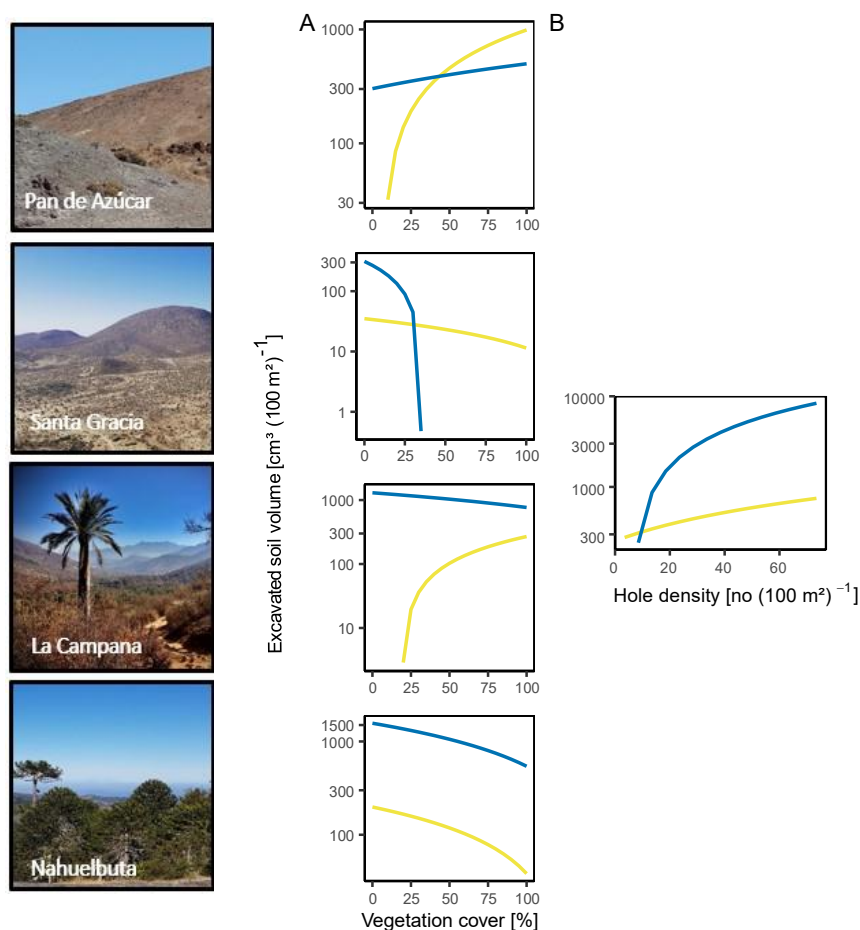 A
B
Pan de Azúcar
1000
300
100
30
0 25 50 75 100
Santa Gracia
300
100
10
1
0 25 50 75 100
La Campana
1000
300
100
10
0 25 50 75 100
Nahuelbuta
1500
1000
300
100
0 25 50 75 100
Excavated soil volume [cm³ (100 m²)⁻¹]
Vegetation cover [%]
10000
3000
1000
300
0 20 40 60
Hole density [no (100 m²) ⁻¹]